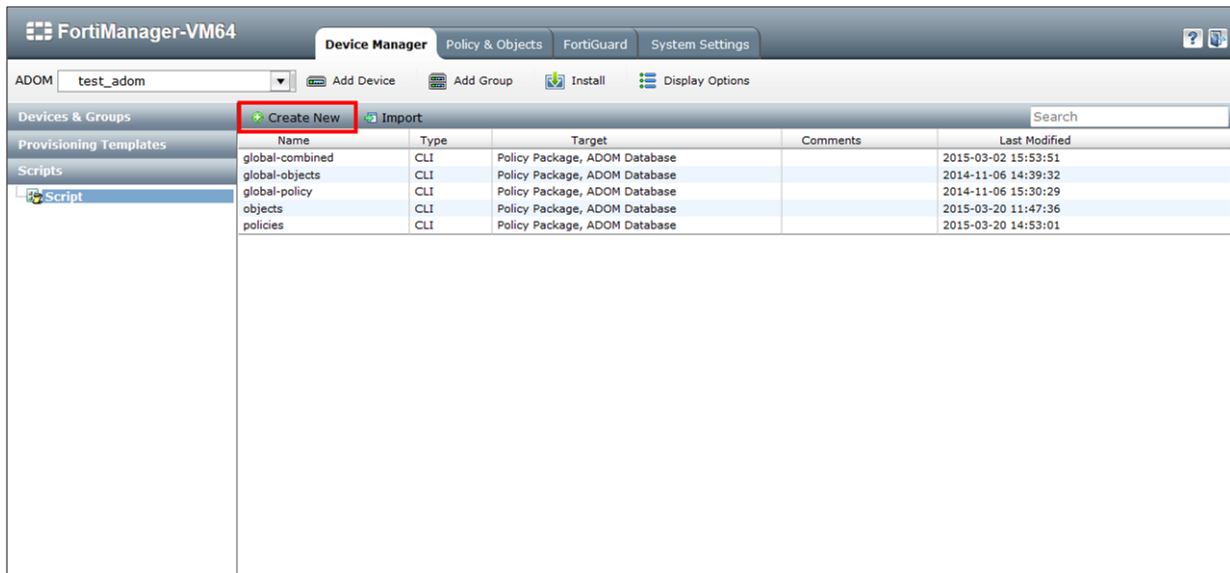 FortiManager-VM64
Device Manager Policy & Objects FortiGuard System Settings
ADOM test_adom Add Device Add Group Install Display Options
Devices & Groups
Provisioning Templates
Scripts
Script
Create New Import Search
Name Type Target Comments Last Modified
global-combined CLI Policy Package, ADOM Database 2015-03-02 15:53:51
global-objects CLI Policy Package, ADOM Database 2014-11-06 14:39:32
global-policy CLI Policy Package, ADOM Database 2014-11-06 15:30:29
objects CLI Policy Package, ADOM Database 2015-03-20 11:47:36
policies CLI Policy Package, ADOM Database 2015-03-20 14:53:01